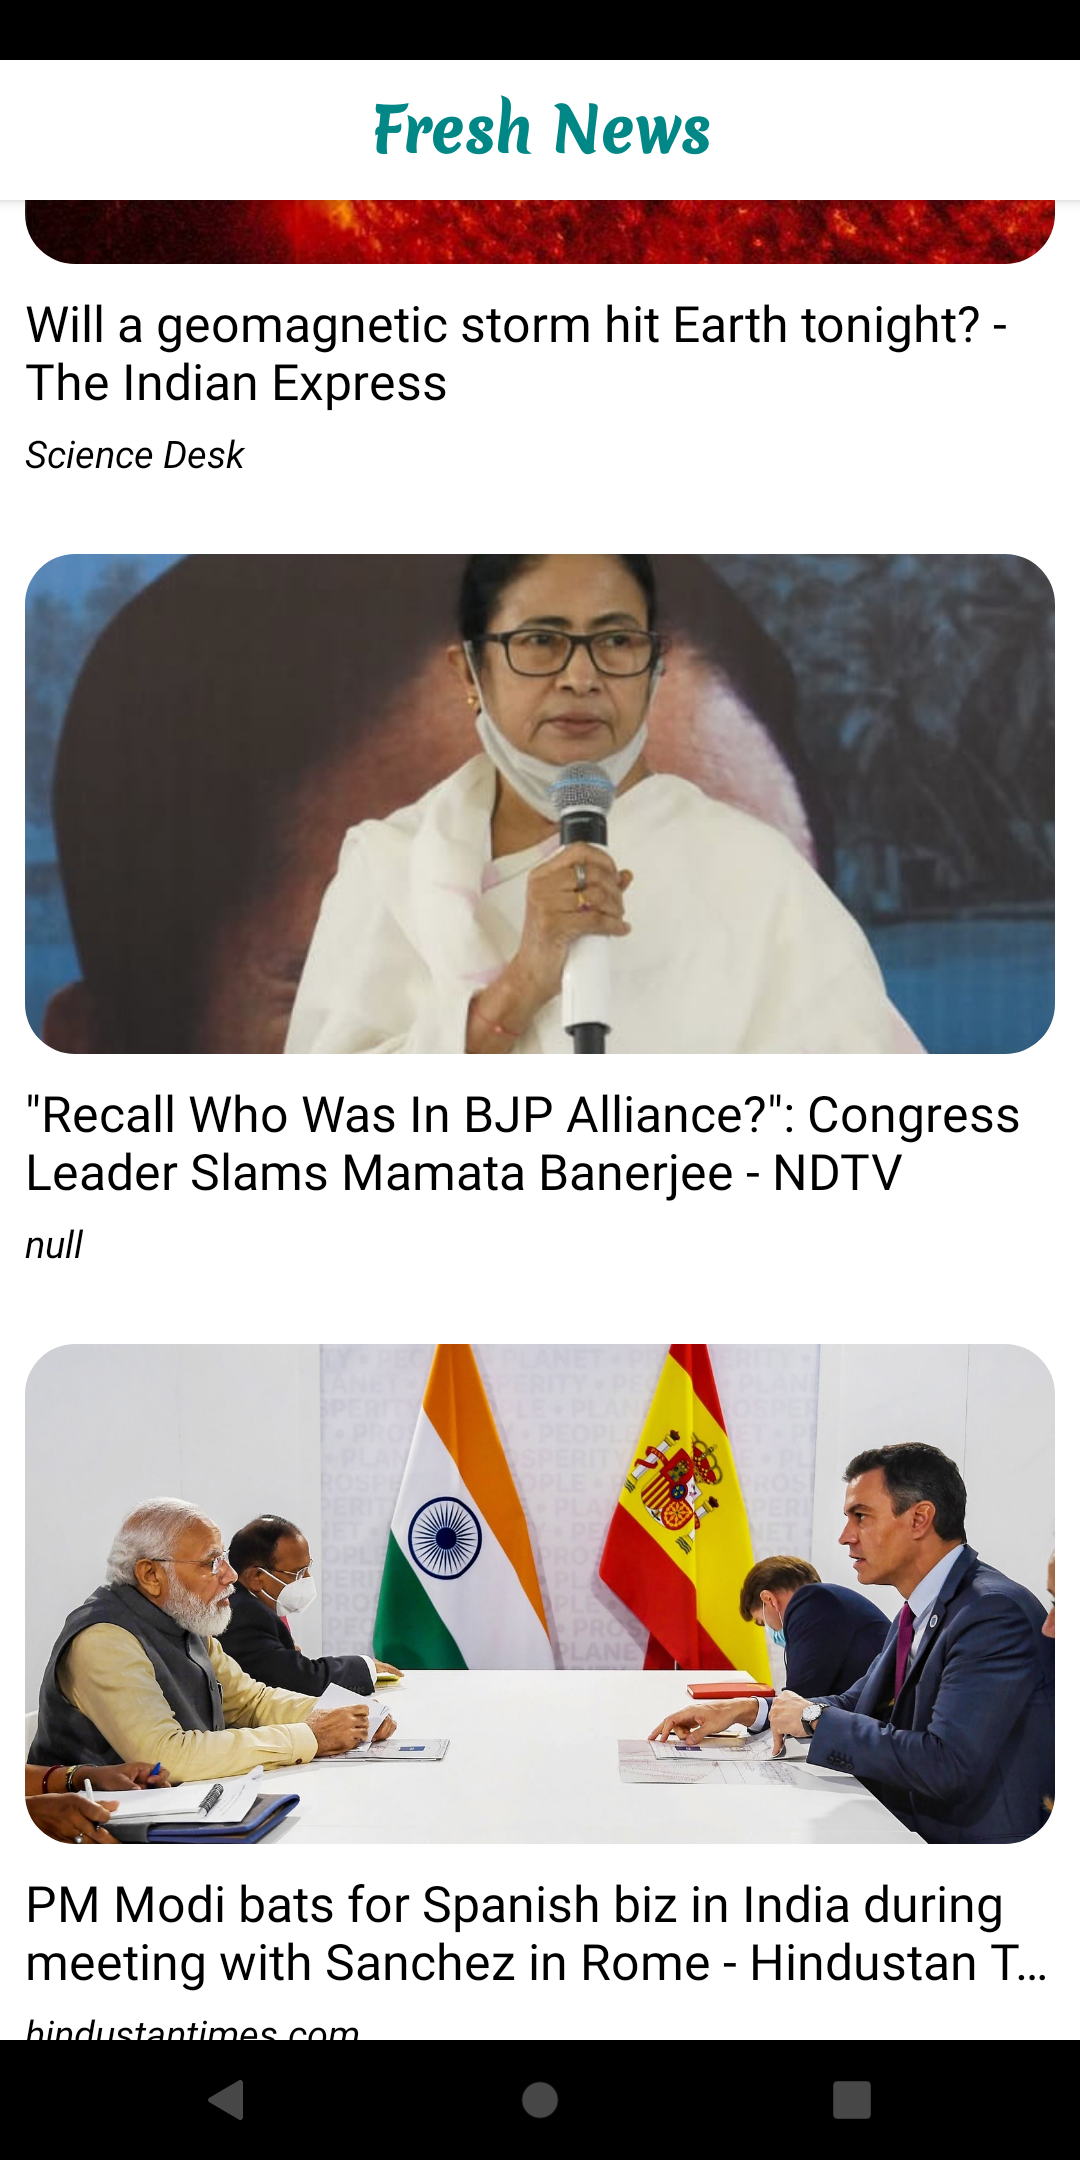 Fresh News
Will a geomagnetic storm hit Earth tonight? -
The Indian Express
Science Desk
"Recall Who Was In BJP Alliance?": Congress
Leader Slams Mamata Banerjee - NDTV
null
PM Modi bats for Spanish biz in India during
meeting with Sanchez in Rome - Hindustan T...
hindustantimes.com